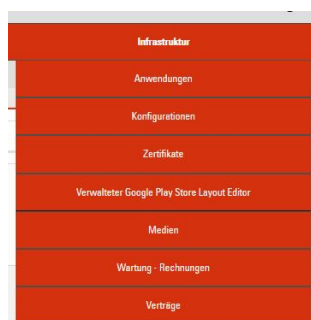 Infrastruktur
Anwendungen
Konfigurationen
Zertifikate
Verwalteter Google Play Store Layout Editor
Medien
Wartung - Rechnungen
Verträge